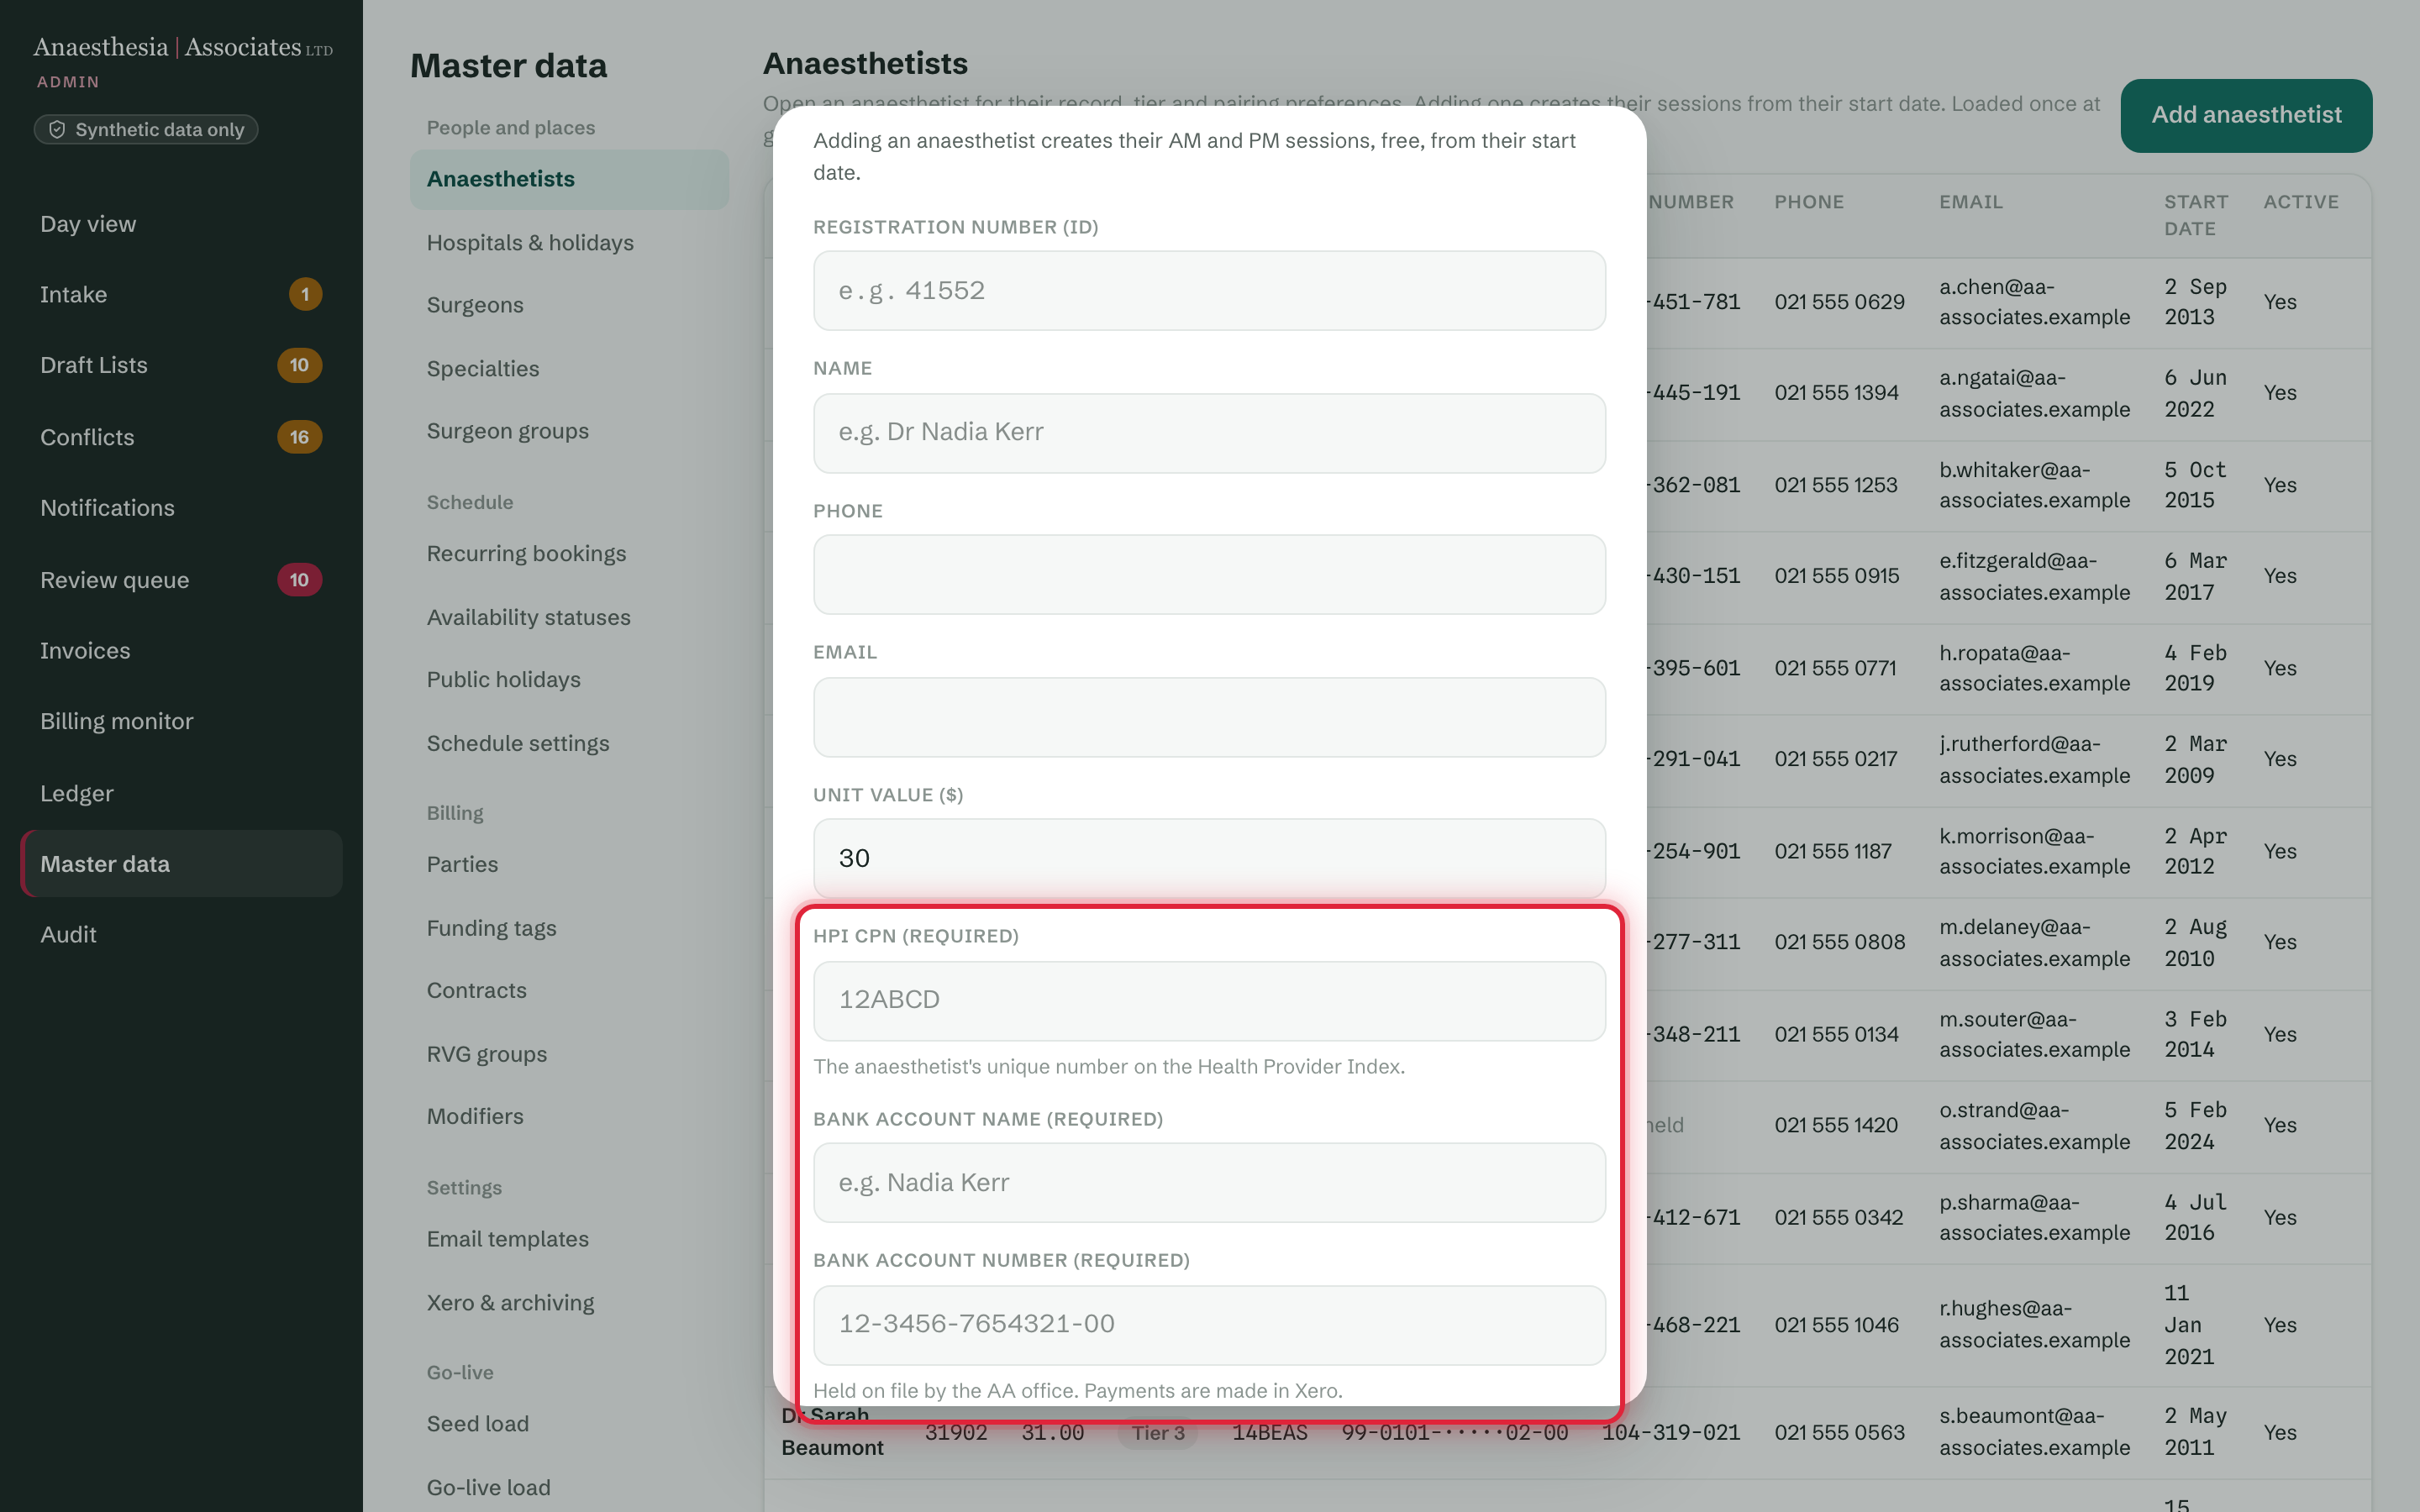 Anaesthesia | Associates LTD
ADMIN
Synthetic data only
Day view
Intake 1
Draft Lists 10
Conflicts 16
Notifications
Review queue 10
Invoices
Billing monitor
Ledger
Master data
Audit
Master data
People and places
Anaesthetists
Hospitals & holidays
Surgeons
Specialties
Surgeon groups
Schedule
Recurring bookings
Availability statuses
Public holidays
Schedule settings
Billing
Parties
Funding tags
Contracts
RVG groups
Modifiers
Settings
Email templates
Xero & archiving
Go-live
Seed load
Go-live load
Anaesthetists
Open an anaesthetist for their record, tier and pairing preferences. Adding one creates their sessions from their start date. Loaded once at
Add anaesthetist
Adding an anaesthetist creates their AM and PM sessions, free, from their start
date.
REGISTRATION NUMBER (ID)
e.g. 41552
NAME
e.g. Dr Nadia Kerr
PHONE
EMAIL
UNIT VALUE ($)
30
HPI CPN (REQUIRED)
12ABCD
The anaesthetist's unique number on the Health Provider Index.
BANK ACCOUNT NAME (REQUIRED)
e.g. Nadia Kerr
BANK ACCOUNT NUMBER (REQUIRED)
12-3456-7654321-00
Held on file by the AA office. Payments are made in Xero.
NUMBER PHONE EMAIL START DATE ACTIVE
-451-781 021 555 0629 a.chen@aa-associates.example 2 Sep 2013 Yes
-445-191 021 555 1394 a.ngatai@aa-associates.example 6 Jun 2022 Yes
-362-081 021 555 1253 b.whitaker@aa-associates.example 5 Oct 2015 Yes
-430-151 021 555 0915 e.fitzgerald@aa-associates.example 6 Mar 2017 Yes
-395-601 021 555 0771 h.ropata@aa-associates.example 4 Feb 2019 Yes
-291-041 021 555 0217 j.rutherford@aa-associates.example 2 Mar 2009 Yes
-254-901 021 555 1187 k.morrison@aa-associates.example 2 Apr 2012 Yes
-277-311 021 555 0808 m.delaney@aa-associates.example 2 Aug 2010 Yes
-348-211 021 555 0134 m.souter@aa-associates.example 3 Feb 2014 Yes
held 021 555 1420 o.strand@aa-associates.example 5 Feb 2024 Yes
-412-671 021 555 0342 p.sharma@aa-associates.example 4 Jul 2016 Yes
-468-221 021 555 1046 r.hughes@aa-associates.example 11 Jan 2021 Yes
Dr Sarah Beaumont 31902 31.00 Tier 3 14BEAS 99-0101-·····02-00 104-319-021 021 555 0563 s.beaumont@aa-associates.example 2 May 2011 Yes
15